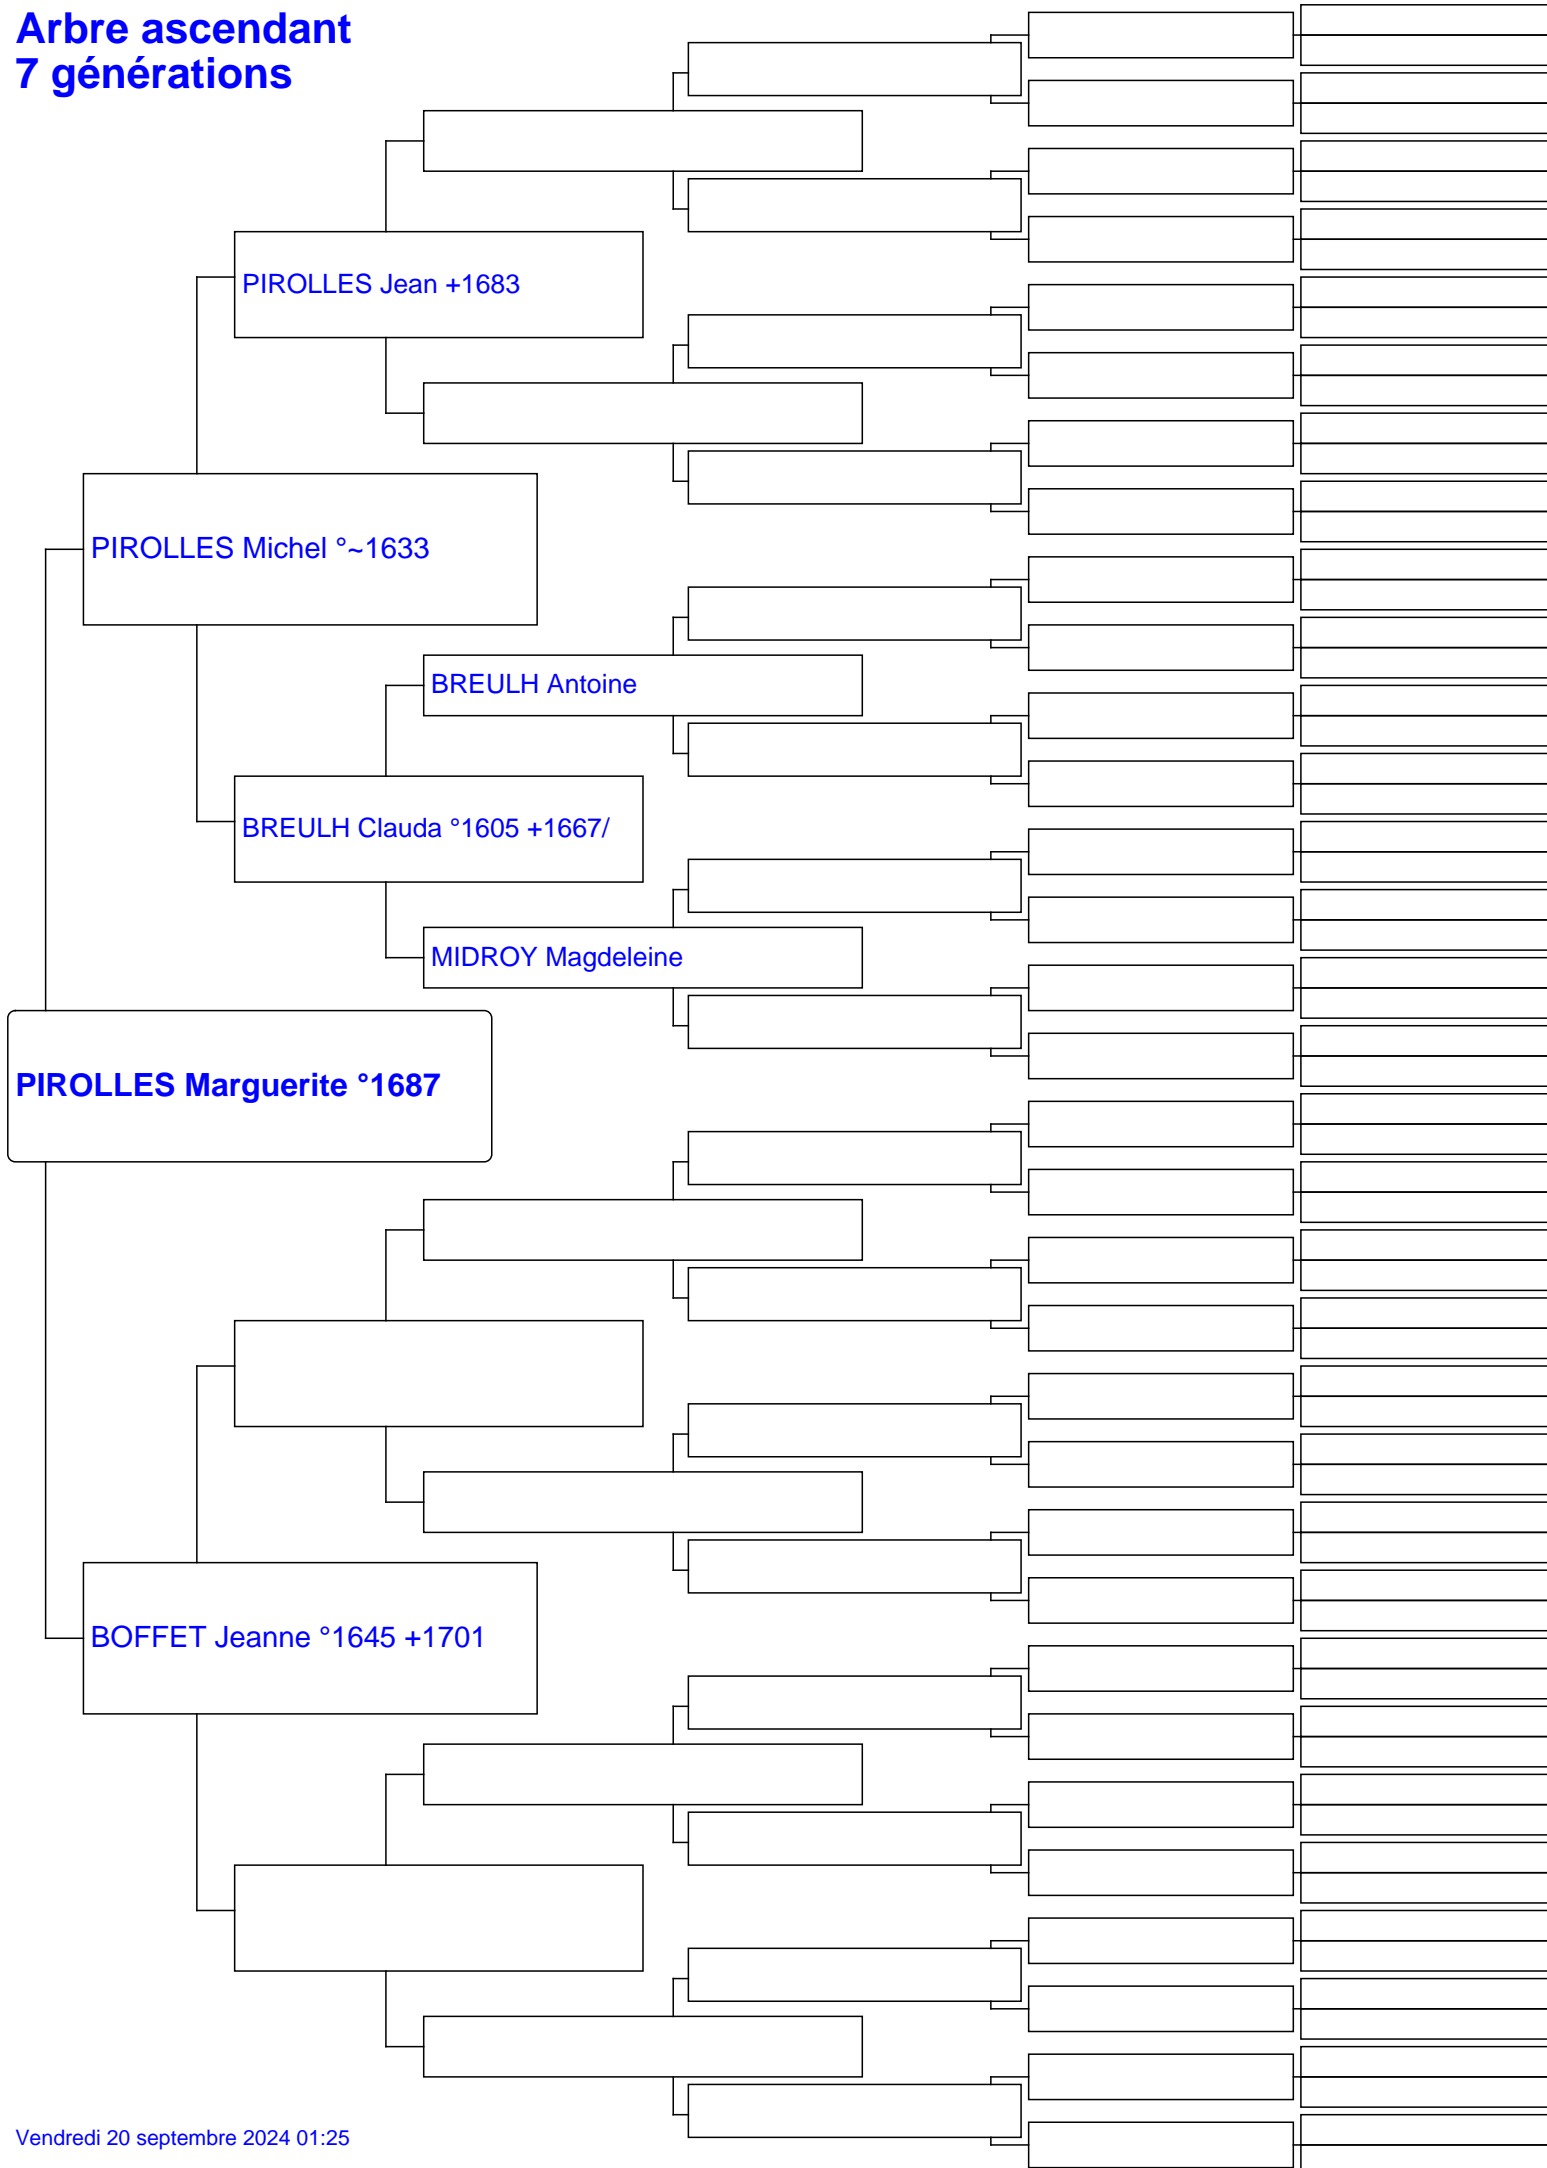 Arbre ascendant
7 générations
PIROLLES Jean +1683
PIROLLES Michel °~1633
BREULH Antoine
BREULH Clauda °1605 +1667/
MIDROY Magdeleine
PIROLLES Marguerite °1687
BOFFET Jeanne °1645 +1701
Vendredi 20 septembre 2024 01:25